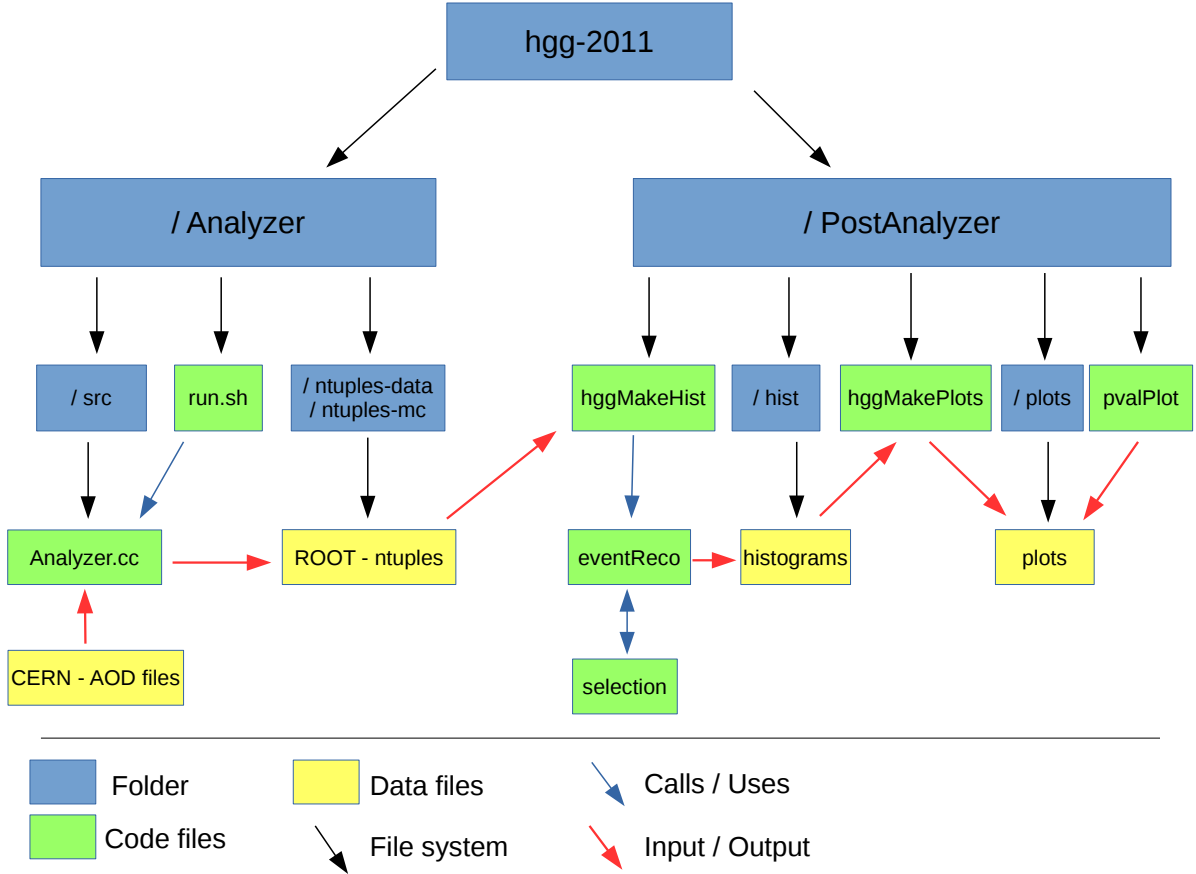 hgg-2011
/ Analyzer
/ PostAnalyzer
/ src
run.sh
/ ntuples-data
/ ntuples-mc
hggMakeHist
/ hist
hggMakePlots
/ plots
pvalPlot
Analyzer.cc
ROOT - ntuples
eventReco
histograms
plots
CERN - AOD files
selection
Folder
Data files
Calls / Uses
Code files
File system
Input / Output